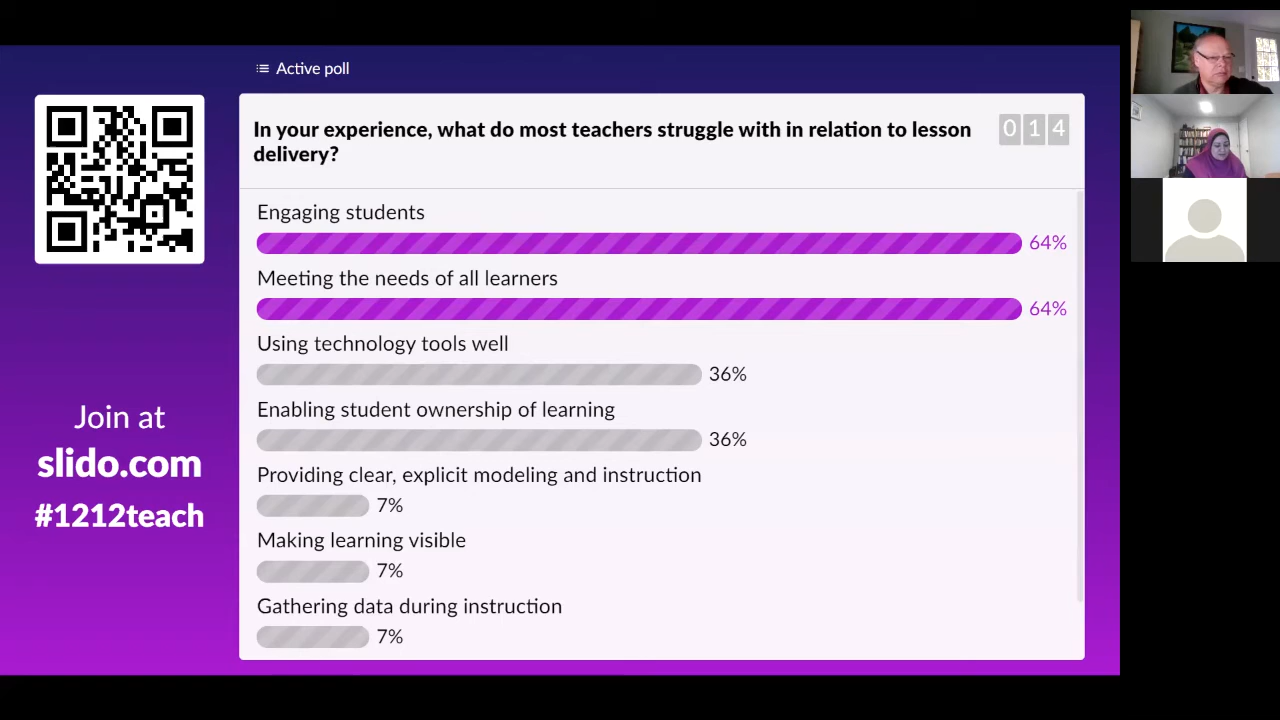 Active poll
In your experience, what do most teachers struggle with in relation to lesson
delivery?
014
Engaging students
64%
Meeting the needs of all learners
64%
Using technology tools well
36%
Enabling student ownership of learning
36%
Providing clear, explicit modeling and instruction
7%
Making learning visible
7%
Gathering data during instruction
7%
Join at
slido.com
#1212teach